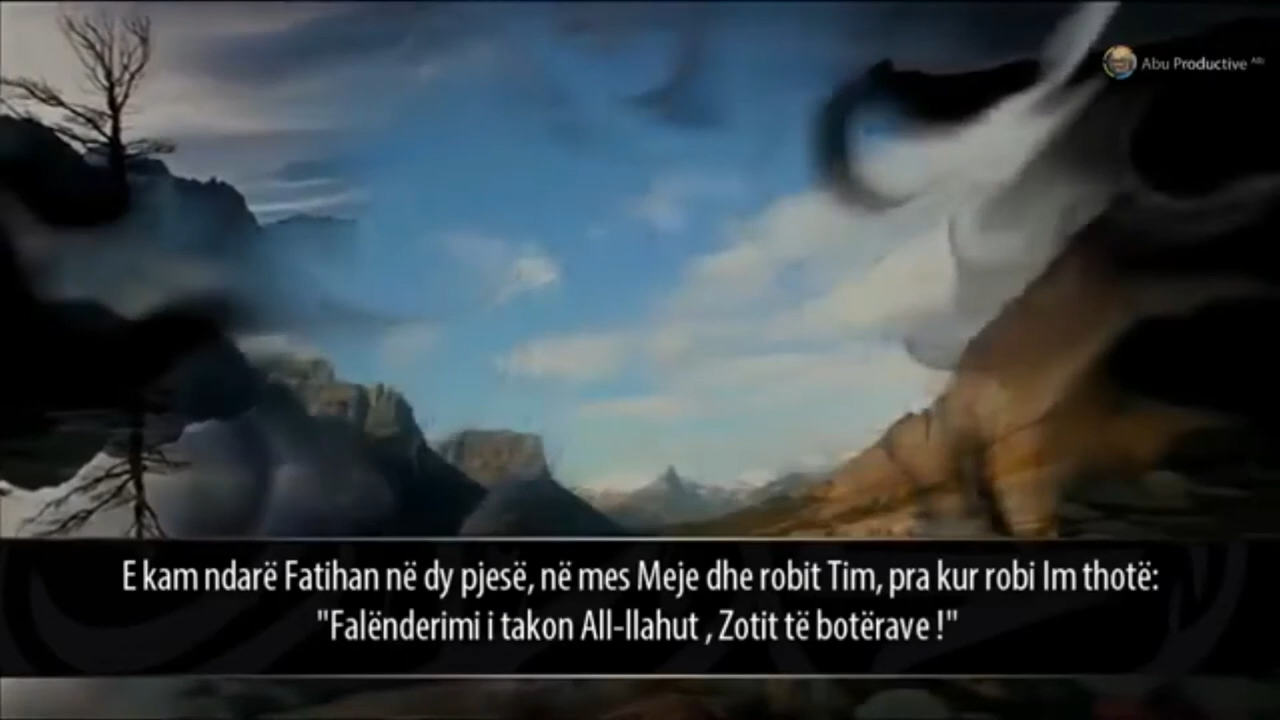 Abu Productive Alb
E kam ndarë Fatihan në dy pjesë, në mes Meje dhe robit Tim, pra kur robi Im thotë:
"Falënderimi i takon All-llahut , Zotit të botërave !"